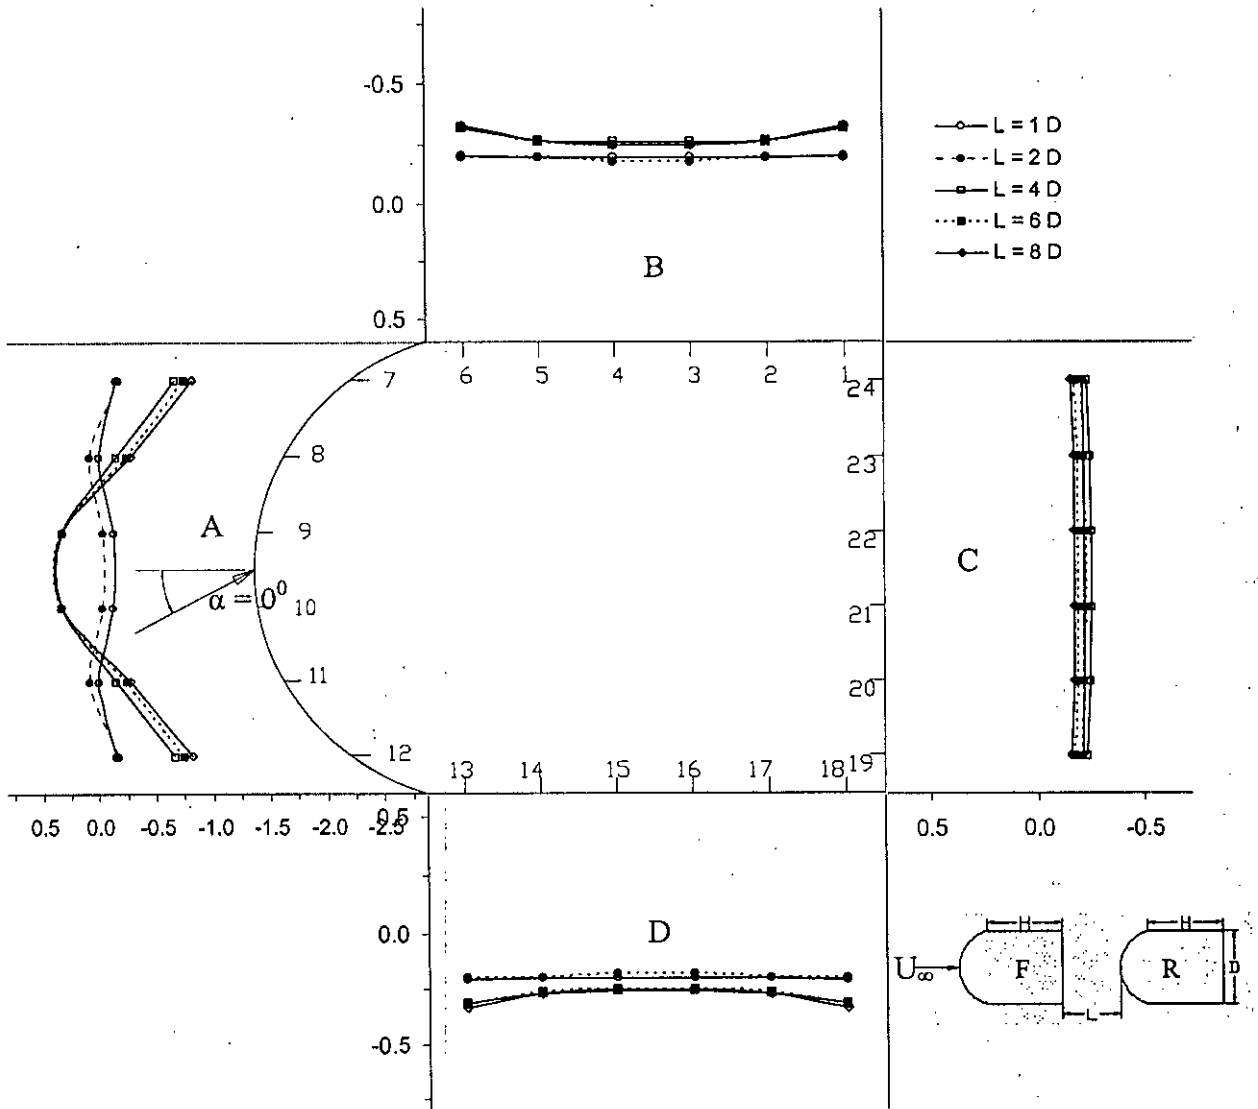 -0.5
0.0
0.5
B
L = 1 D
L = 2 D
L = 4 D
L = 6 D
L = 8 D
6 5 4 3 2 1
7
8
9
10
11
12
A
α = 0⁰
24
23
22
21
20
19
C
13 14 15 16 17 18
0.5 0.0 -0.5 -1.0 -1.5 -2.0 -2.5
0.5
0.0
-0.5
D
0.5 0.0 -0.5
H H
U∞ F R D
L